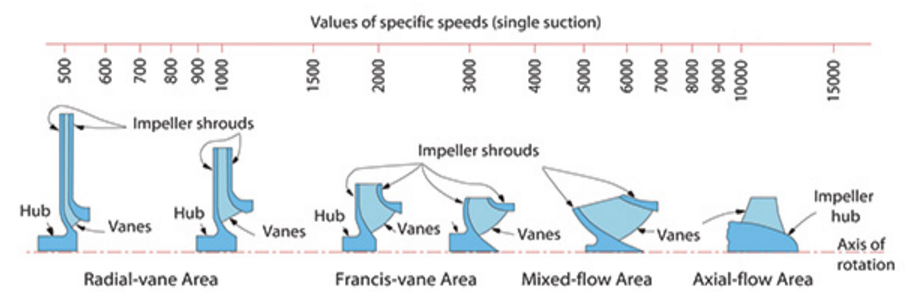 Values of specific speeds (single suction)
500 600 700 800 900 1000 1500 2000 3000 4000 5000 6000 7000 8000 9000 10000 15000
Impeller shrouds
Impeller shrouds
Hub
Vanes
Hub
Vanes
Hub
Vanes
Vanes
Vanes
Impeller
hub
Axis of
rotation
Radial-vane Area
Francis-vane Area
Mixed-flow Area
Axial-flow Area